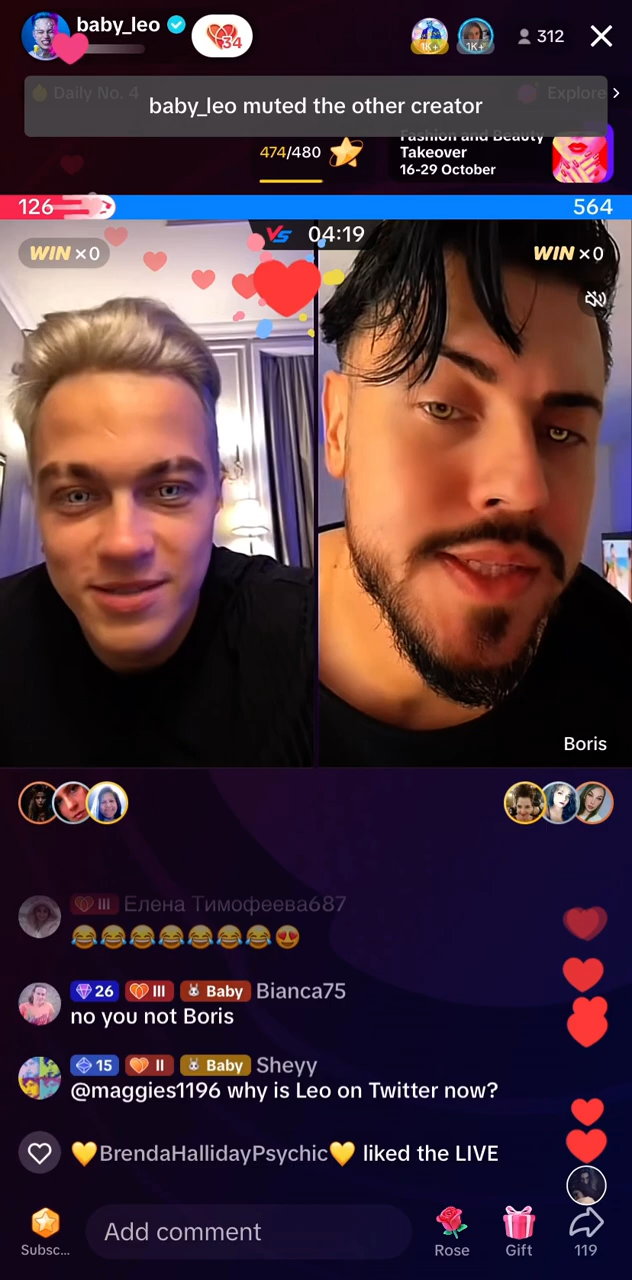 baby_leo
34
1K+
1K+
312
Daily No. 4
Explore
baby_leo muted the other creator
474/480
Fashion and Beauty
Takeover
16-29 October
126
564
VS 04:19
WIN ×0
WIN ×0
Boris
III Елена Тимофеева687
😂😂😂😂😂😂😂😍
26 III Baby Bianca75
no you not Boris
15 II Baby Sheyy
@maggies1196 why is Leo on Twitter now?
💛BrendaHallidayPsychic💛 liked the LIVE
Subsc...
Add comment
Rose
Gift
119